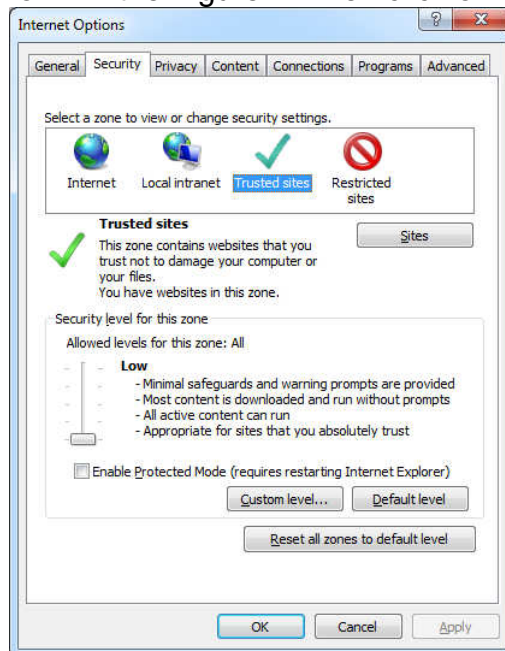 Internet Options
General Security Privacy Content Connections Programs Advanced
Select a zone to view or change security settings.
Internet Local intranet Trusted sites Restricted sites
Trusted sites
Sites
This zone contains websites that you
trust not to damage your computer or
your files.
You have websites in this zone.
Security level for this zone
Allowed levels for this zone: All
Low
- Minimal safeguards and warning prompts are provided
- Most content is downloaded and run without prompts
- All active content can run
- Appropriate for sites that you absolutely trust
Enable Protected Mode (requires restarting Internet Explorer)
Custom level... Default level
Reset all zones to default level
OK Cancel Apply